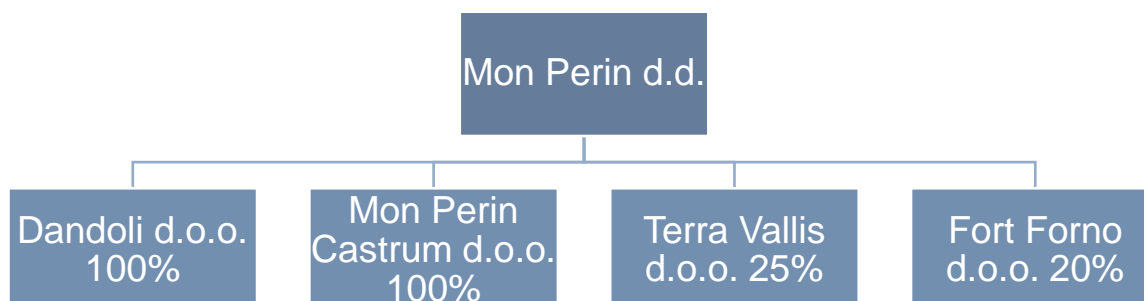 Mon Perin d.d.
Dandoli d.o.o.
100%
Mon Perin
Castrum d.o.o.
100%
Terra Vallis
d.o.o. 25%
Fort Forno
d.o.o. 20%